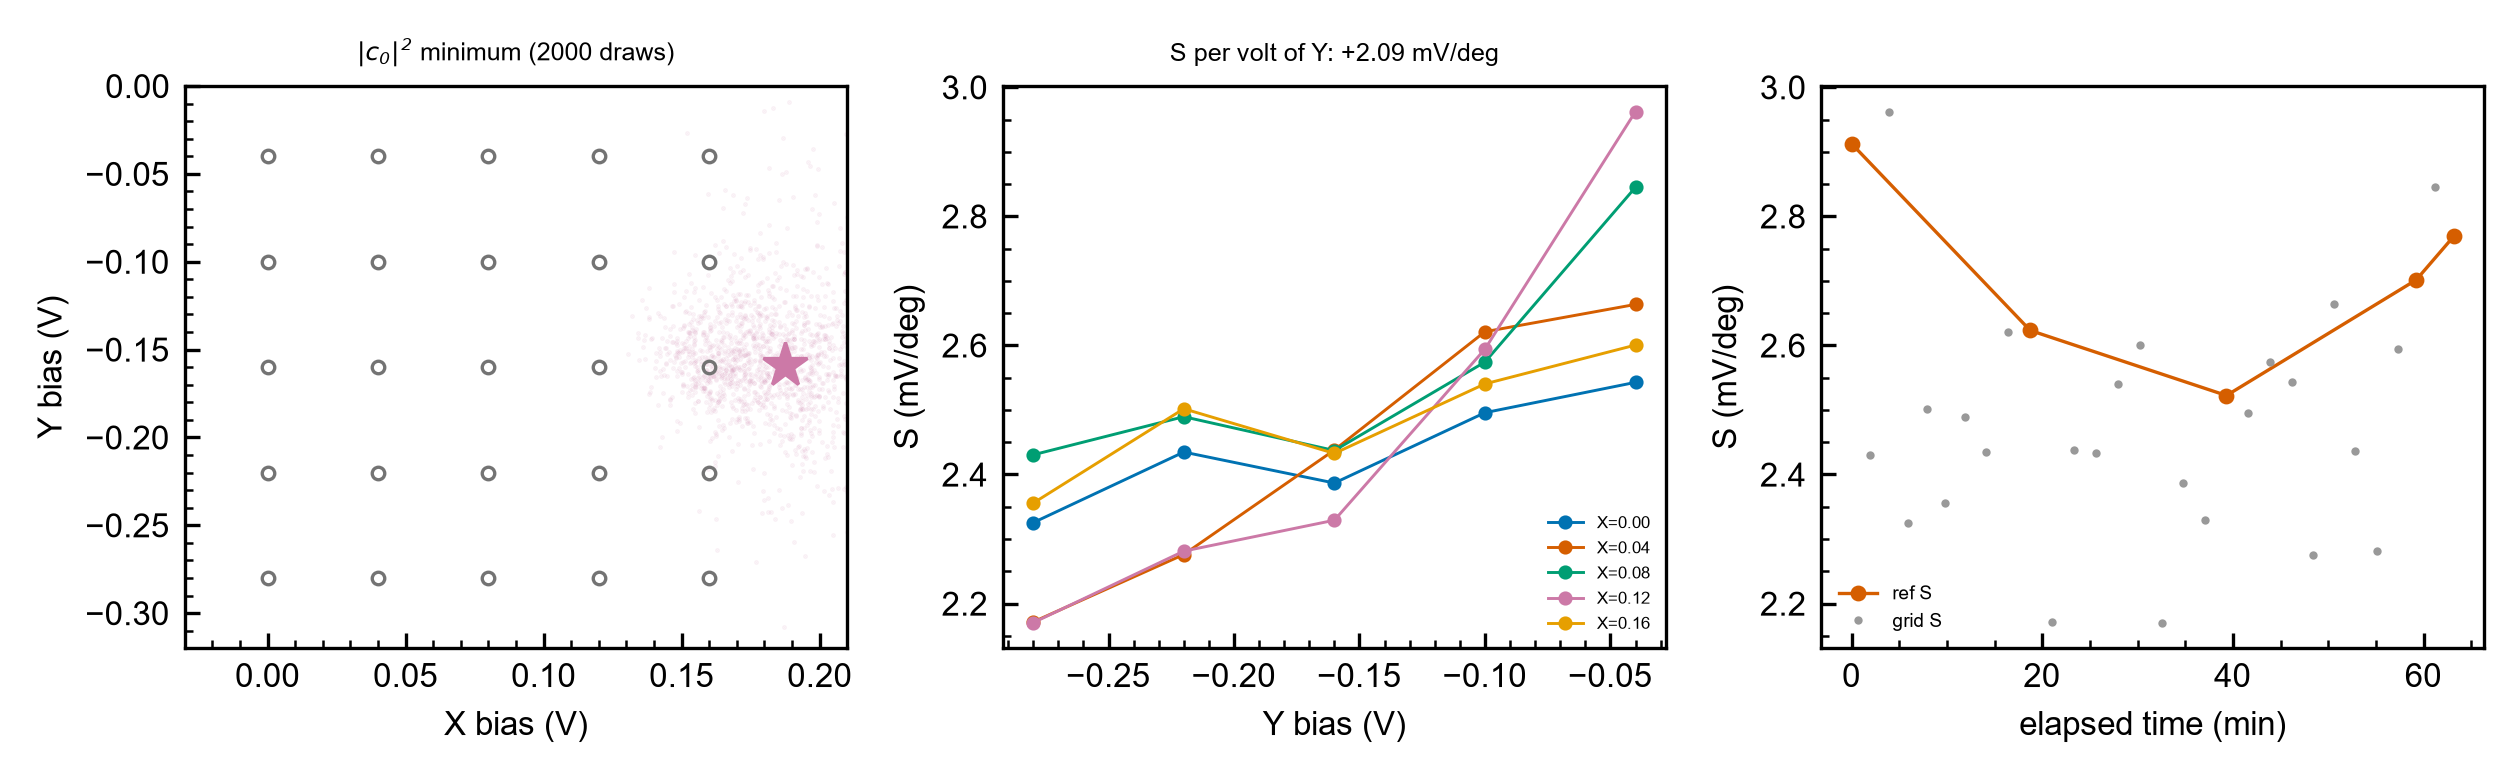 |c₀|² minimum (2000 draws)
0.00
−0.05
−0.10
−0.15
−0.20
−0.25
−0.30
Y bias (V)
0.00 0.05 0.10 0.15 0.20
X bias (V)
S per volt of Y: +2.09 mV/deg
3.0
2.8
2.6
2.4
2.2
S (mV/deg)
X=0.00
X=0.04
X=0.08
X=0.12
X=0.16
−0.25 −0.20 −0.15 −0.10 −0.05
Y bias (V)
3.0
2.8
2.6
2.4
2.2
S (mV/deg)
ref S
grid S
0 20 40 60
elapsed time (min)